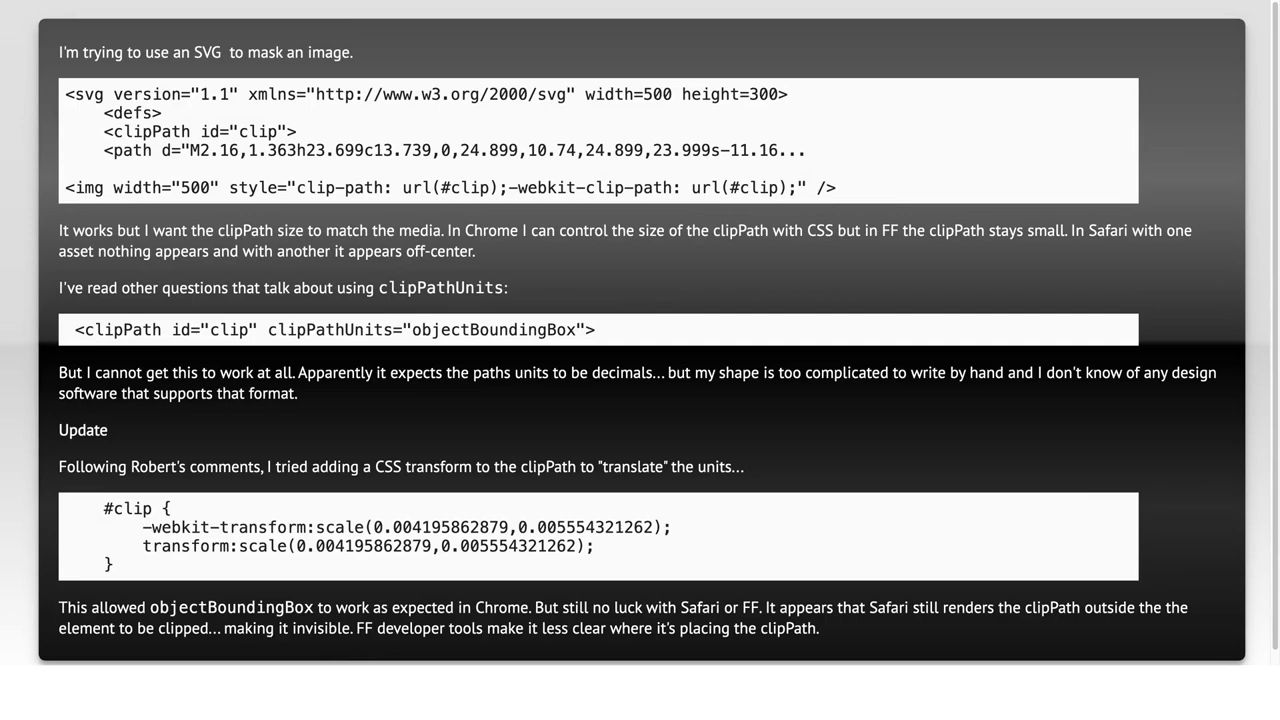 I'm trying to use an SVG  to mask an image.
<svg version="1.1" xmlns="http://www.w3.org/2000/svg" width=500 height=300>
    <defs>
    <clipPath id="clip">
    <path d="M2.16,1.363h23.699c13.739,0,24.899,10.74,24.899,23.999s-11.16...
<img width="500" style="clip-path: url(#clip);-webkit-clip-path: url(#clip);" />
It works but I want the clipPath size to match the media. In Chrome I can control the size of the clipPath with CSS but in FF the clipPath stays small. In Safari with one
asset nothing appears and with another it appears off-center.
I've read other questions that talk about using clipPathUnits:
<clipPath id="clip" clipPathUnits="objectBoundingBox">
But I cannot get this to work at all. Apparently it expects the paths units to be decimals... but my shape is too complicated to write by hand and I don't know of any design
software that supports that format.
Update
Following Robert's comments, I tried adding a CSS transform to the clipPath to "translate" the units...
    #clip {
        -webkit-transform:scale(0.004195862879,0.005554321262);
        transform:scale(0.004195862879,0.005554321262);
    }
This allowed objectBoundingBox to work as expected in Chrome. But still no luck with Safari or FF. It appears that Safari still renders the clipPath outside the the
element to be clipped... making it invisible. FF developer tools make it less clear where it's placing the clipPath.